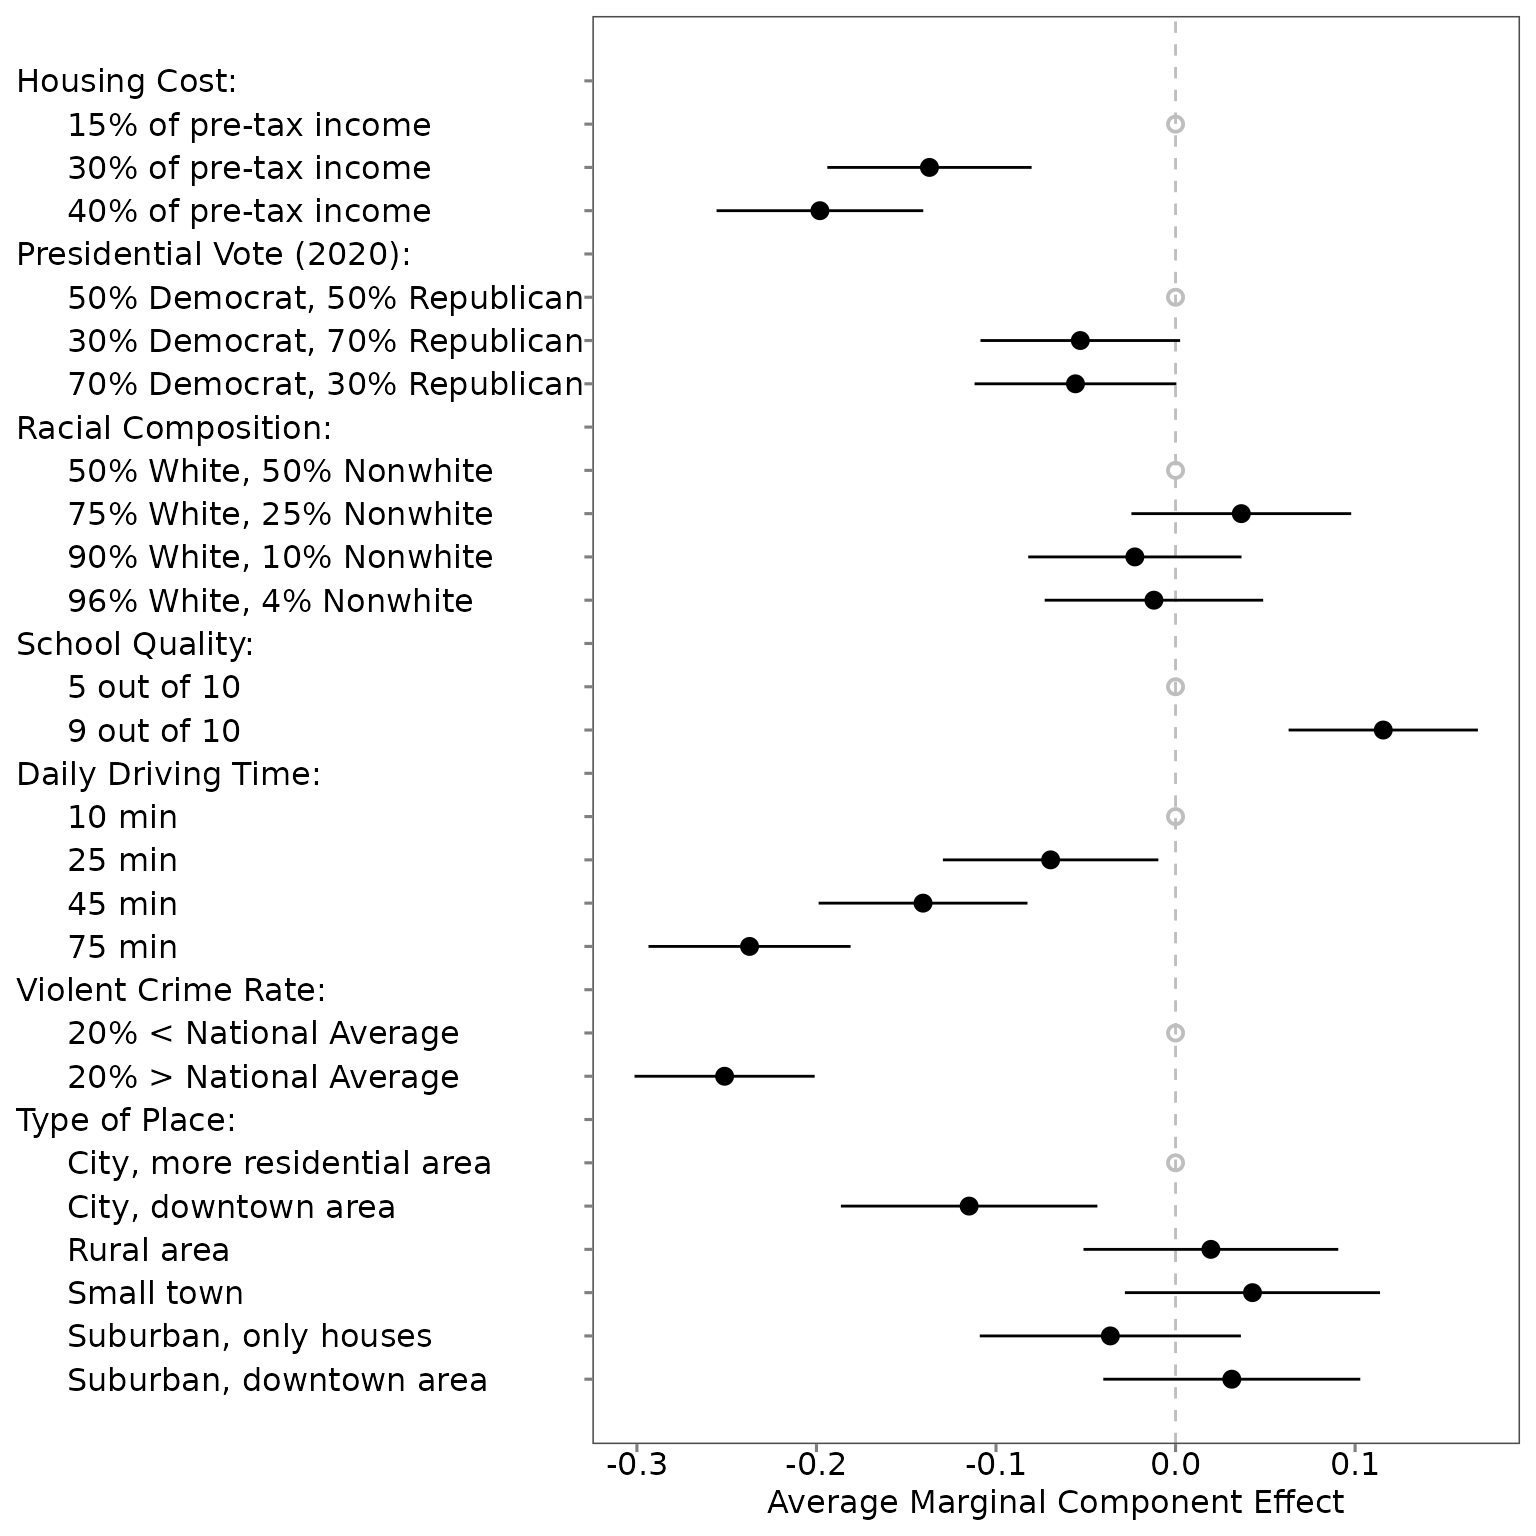 Housing Cost:
15% of pre-tax income
30% of pre-tax income
40% of pre-tax income
Presidential Vote (2020):
50% Democrat, 50% Republican
30% Democrat, 70% Republican
70% Democrat, 30% Republican
Racial Composition:
50% White, 50% Nonwhite
75% White, 25% Nonwhite
90% White, 10% Nonwhite
96% White, 4% Nonwhite
School Quality:
5 out of 10
9 out of 10
Daily Driving Time:
10 min
25 min
45 min
75 min
Violent Crime Rate:
20% < National Average
20% > National Average
Type of Place:
City, more residential area
City, downtown area
Rural area
Small town
Suburban, only houses
Suburban, downtown area
-0.3 -0.2 -0.1 0.0 0.1
Average Marginal Component Effect